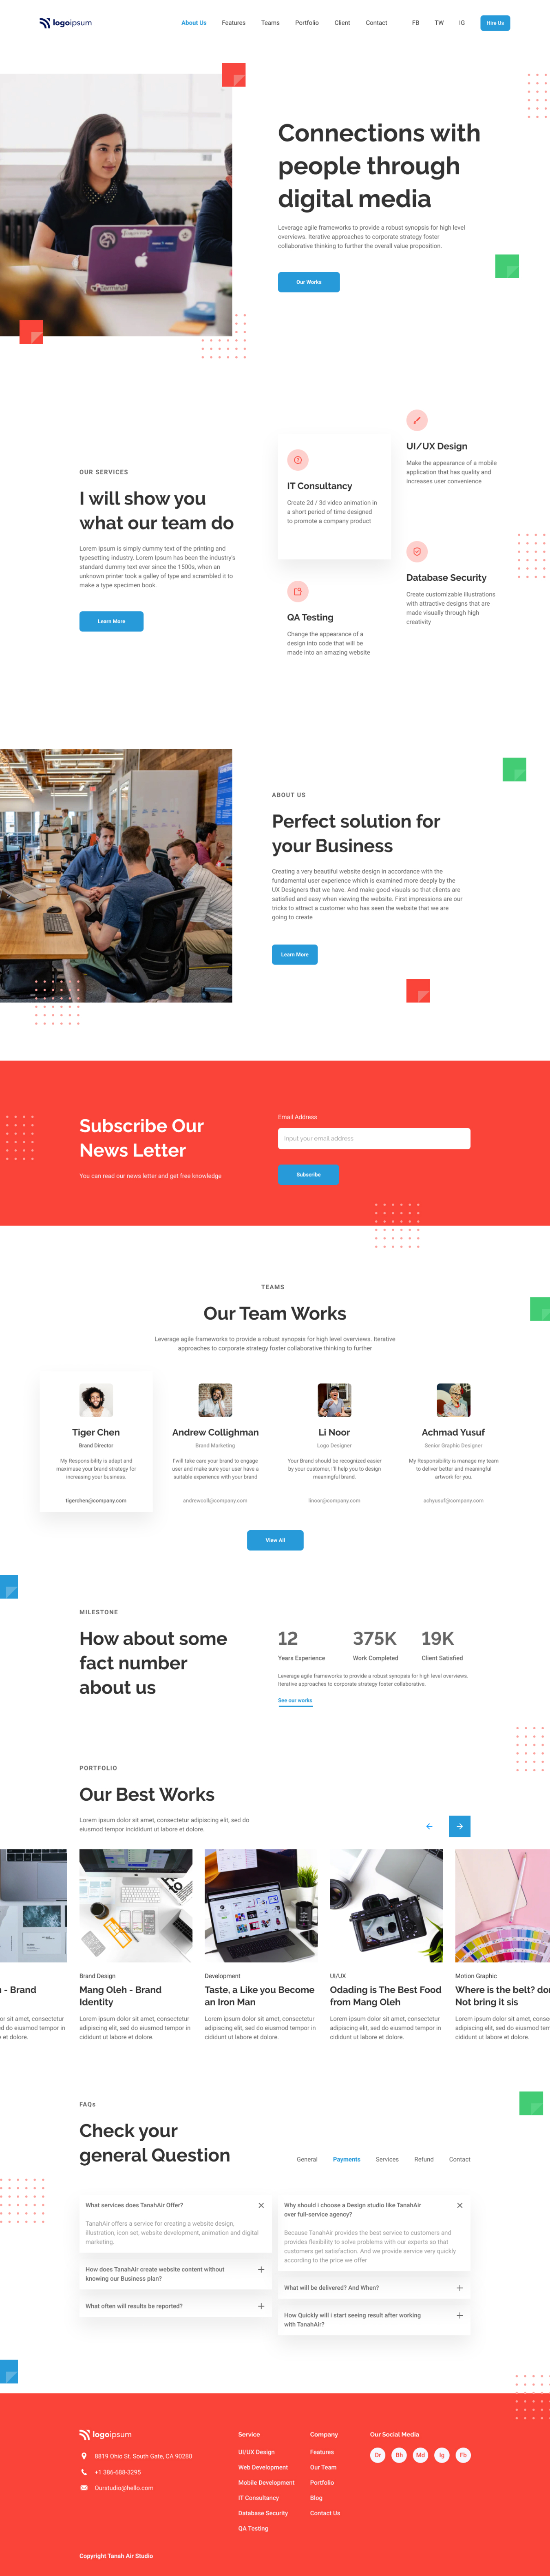 logoipsum
About Us
Features
Teams
Portfolio
Client
Contact
FB
TW
IG
Hire Us
Connections with
people through
digital media
Leverage agile frameworks to provide a robust synopsis for high level
overviews. Iterative approaches to corporate strategy foster
collaborative thinking to further the overall value proposition.
Our Works
OUR SERVICES
I will show you
what our team do
Lorem Ipsum is simply dummy text of the printing and
typesetting industry. Lorem Ipsum has been the industry's
standard dummy text ever since the 1500s, when an
unknown printer took a galley of type and scrambled it to
make a type specimen book.
Learn More
IT Consultancy
Create 2d / 3d video animation in
a short period of time designed
to promote a company product
UI/UX Design
Make the appearance of a mobile
application that has quality and
increases user convenience
QA Testing
Change the appearance of a
design into code that will be
made into an amazing website
Database Security
Create customizable illustrations
with attractive designs that are
made visually through high
creativity
ABOUT US
Perfect solution for
your Business
Creating a very beautiful website design in accordance with the
fundamental user experience which is examined more deeply by the
UX Designers that we have. And make good visuals so that clients are
satisfied and easy when viewing the website. First impressions are our
tricks to attract a customer who has seen the website that we are
going to create
Learn More
Subscribe Our
News Letter
You can read our news letter and get free knowledge
Email Address
Input your email address
Subscribe
TEAMS
Our Team Works
Leverage agile frameworks to provide a robust synopsis for high level overviews. Iterative
approaches to corporate strategy foster collaborative thinking to further
Tiger Chen
Brand Director
My Responsibility is adapt and
maximase your brand strategy for
increasing your business.
tigerchen@company.com
Andrew Collighman
Brand Marketing
I'will take care your brand to engage
user and make sure your user have a
suitable experience with your brand
andrewcoll@company.com
Li Noor
Logo Designer
Your Brand should be recognized easier
by your customer, I'll help you to design
meaningful brand.
linoor@company.com
Achmad Yusuf
Senior Graphic Designer
My Responsibility is manage my team
to deliver better and meaningful
artwork for you.
achyusuf@company.com
View All
MILESTONE
How about some
fact number
about us
12
Years Experience
375K
Work Completed
19K
Client Satisfied
Leverage agile frameworks to provide a robust synopsis for high level overviews.
Iterative approaches to corporate strategy foster collaborative.
See our works
PORTFOLIO
Our Best Works
Lorem ipsum dolor sit amet, consectetur adipiscing elit, sed do
eiusmod tempor incididunt ut labore et dolore.
- Brand
or sit amet, consectetur
ed do eiusmod tempor in
et dolore.
Brand Design
Mang Oleh - Brand
Identity
Lorem ipsum dolor sit amet, consectetur
adipiscing elit, sed do eiusmod tempor in
cididunt ut labore et dolore.
Development
Taste, a Like you Become
an Iron Man
Lorem ipsum dolor sit amet, consectetur
adipiscing elit, sed do eiusmod tempor in
cididunt ut labore et dolore.
UI/UX
Odading is The Best Food
from Mang Oleh
Lorem ipsum dolor sit amet, consectetur
adipiscing elit, sed do eiusmod tempor in
cididunt ut labore et dolore.
Motion Graphic
Where is the belt? don
Not bring it sis
Lorem ipsum dolor sit amet, consec
adipiscing elit, sed do eiusmod tem
cididunt ut labore et dolore.
FAQs
Check your
general Question
General
Payments
Services
Refund
Contact
What services does TanahAir Offer?
TanahAir offers a service for creating a website design,
illustration, icon set, website development, animation and digital
marketing.
How does TanahAir create website content without
knowing our Business plan?
What often will results be reported?
Why should i choose a Design studio like TanahAir
over full-service agency?
Because TanahAir provides the best service to customers and
provides flexibility to solve problems with our experts so that
customers get satisfaction. And we provide service very quickly
according to the price we offer
What will be delivered? And When?
How Quickly will i start seeing result after working
with TanahAir?
logoipsum
8819 Ohio St. South Gate, CA 90280
+1 386-688-3295
Ourstudio@hello.com
Service
UI/UX Design
Web Development
Mobile Development
IT Consultancy
Database Security
QA Testing
Company
Features
Our Team
Portfolio
Blog
Contact Us
Our Social Media
Dr
Bh
Md
Ig
Fb
Copyright Tanah Air Studio